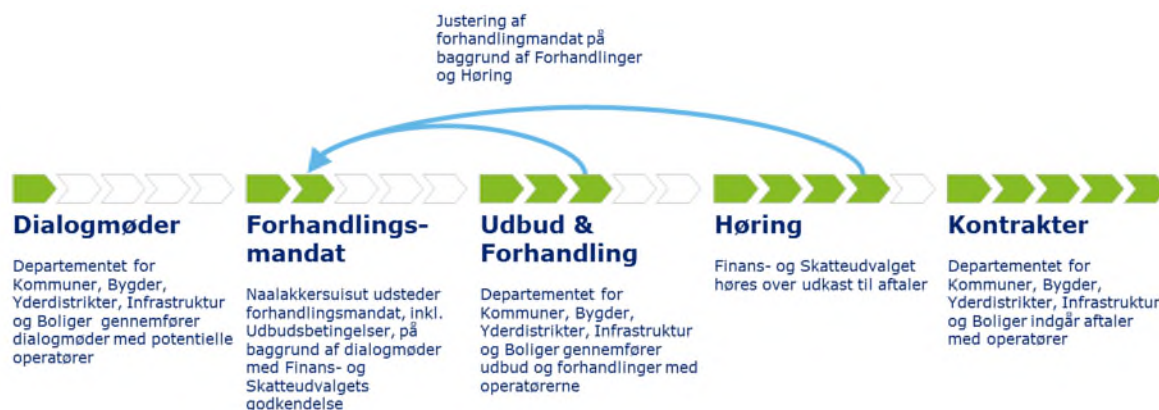 Justering af
forhandlingmandat på
baggrund af Forhandlinger
og Høring
Dialogmøder
Departementet for
Kommuner, Bygder,
Yderdistrikter, Infrastruktur
og Boliger gennemfører
dialogmøder med potentielle
operatører
Forhandlings-
mandat
Naalakkersuisut udsteder
forhandlingsmandat, inkl.
Udbudsbetingelser, på
baggrund af dialogmøder
med Finans- og
Skatteudvalgets
godkendelse
Udbud &
Forhandling
Departementet for
Kommuner, Bygder,
Yderdistrikter, Infrastruktur
og Boliger gennemfører
udbud og forhandlinger med
operatørerne
Høring
Finans- og Skatteudvalget
høres over udkast til aftaler
Kontrakter
Departementet for
Kommuner, Bygder,
Yderdistrikter, Infrastruktur
og Boliger indgår aftaler
med operatører